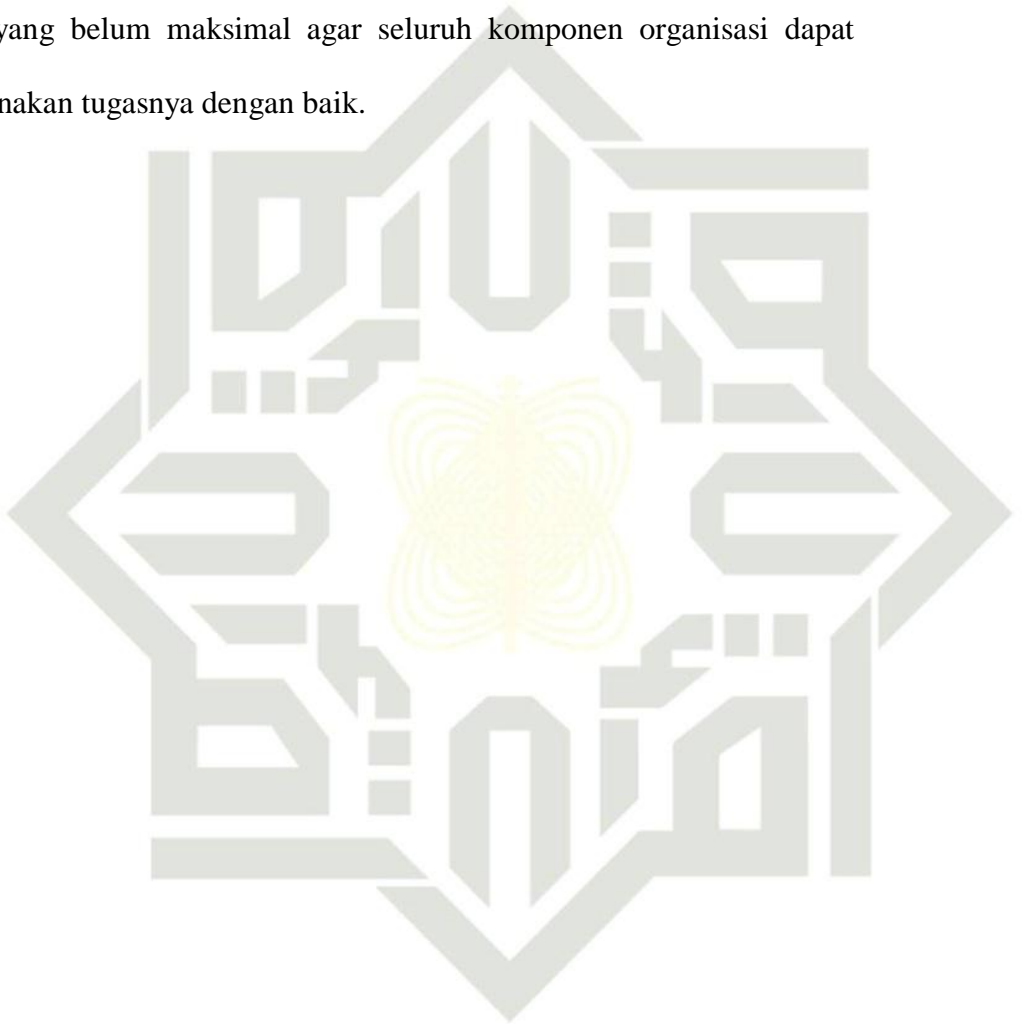 yang belum maksimal agar seluruh komponen organisasi dapat
nakan tugasnya dengan baik.